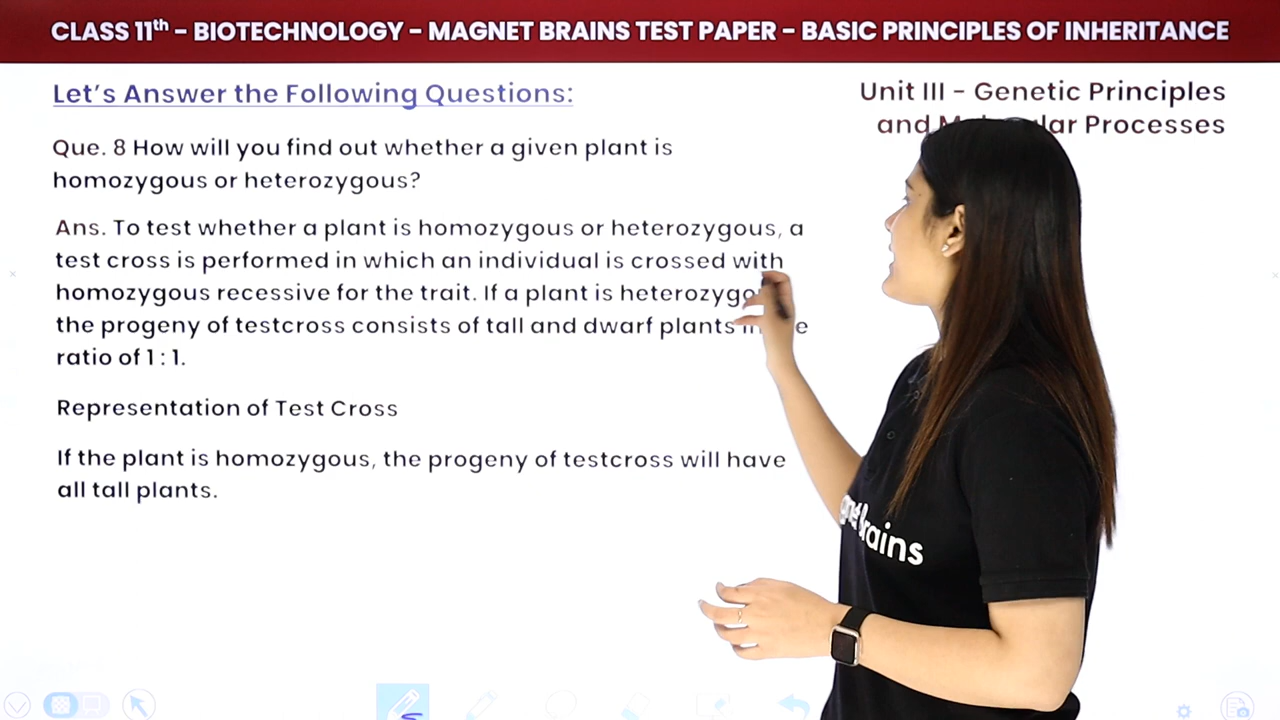 CLASS 11th – BIOTECHNOLOGY – MAGNET BRAINS TEST PAPER – BASIC PRINCIPLES OF INHERITANCE
Let's Answer the Following Questions:
Unit III – Genetic Principles
and Processes
Que. 8 How will you find out whether a given plant is
homozygous or heterozygous?
Ans. To test whether a plant is homozygous or heterozygous, a
test cross is performed in which an individual is crossed with
homozygous recessive for the trait. If a plant is
the progeny of testcross consists of tall and dwarf plants
ratio of 1 : 1.
Representation of Test Cross
If the plant is homozygous, the progeny of testcross will have
all tall plants.
brains